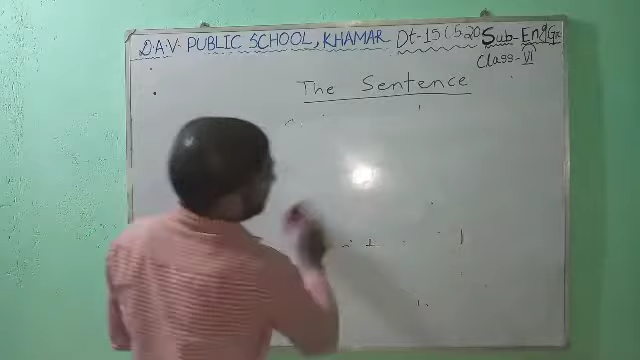 D.A.V. PUBLIC SCHOOL, KHAMAR Dt-15(5.20 Sub-Eng
Class-VI
The Sentence